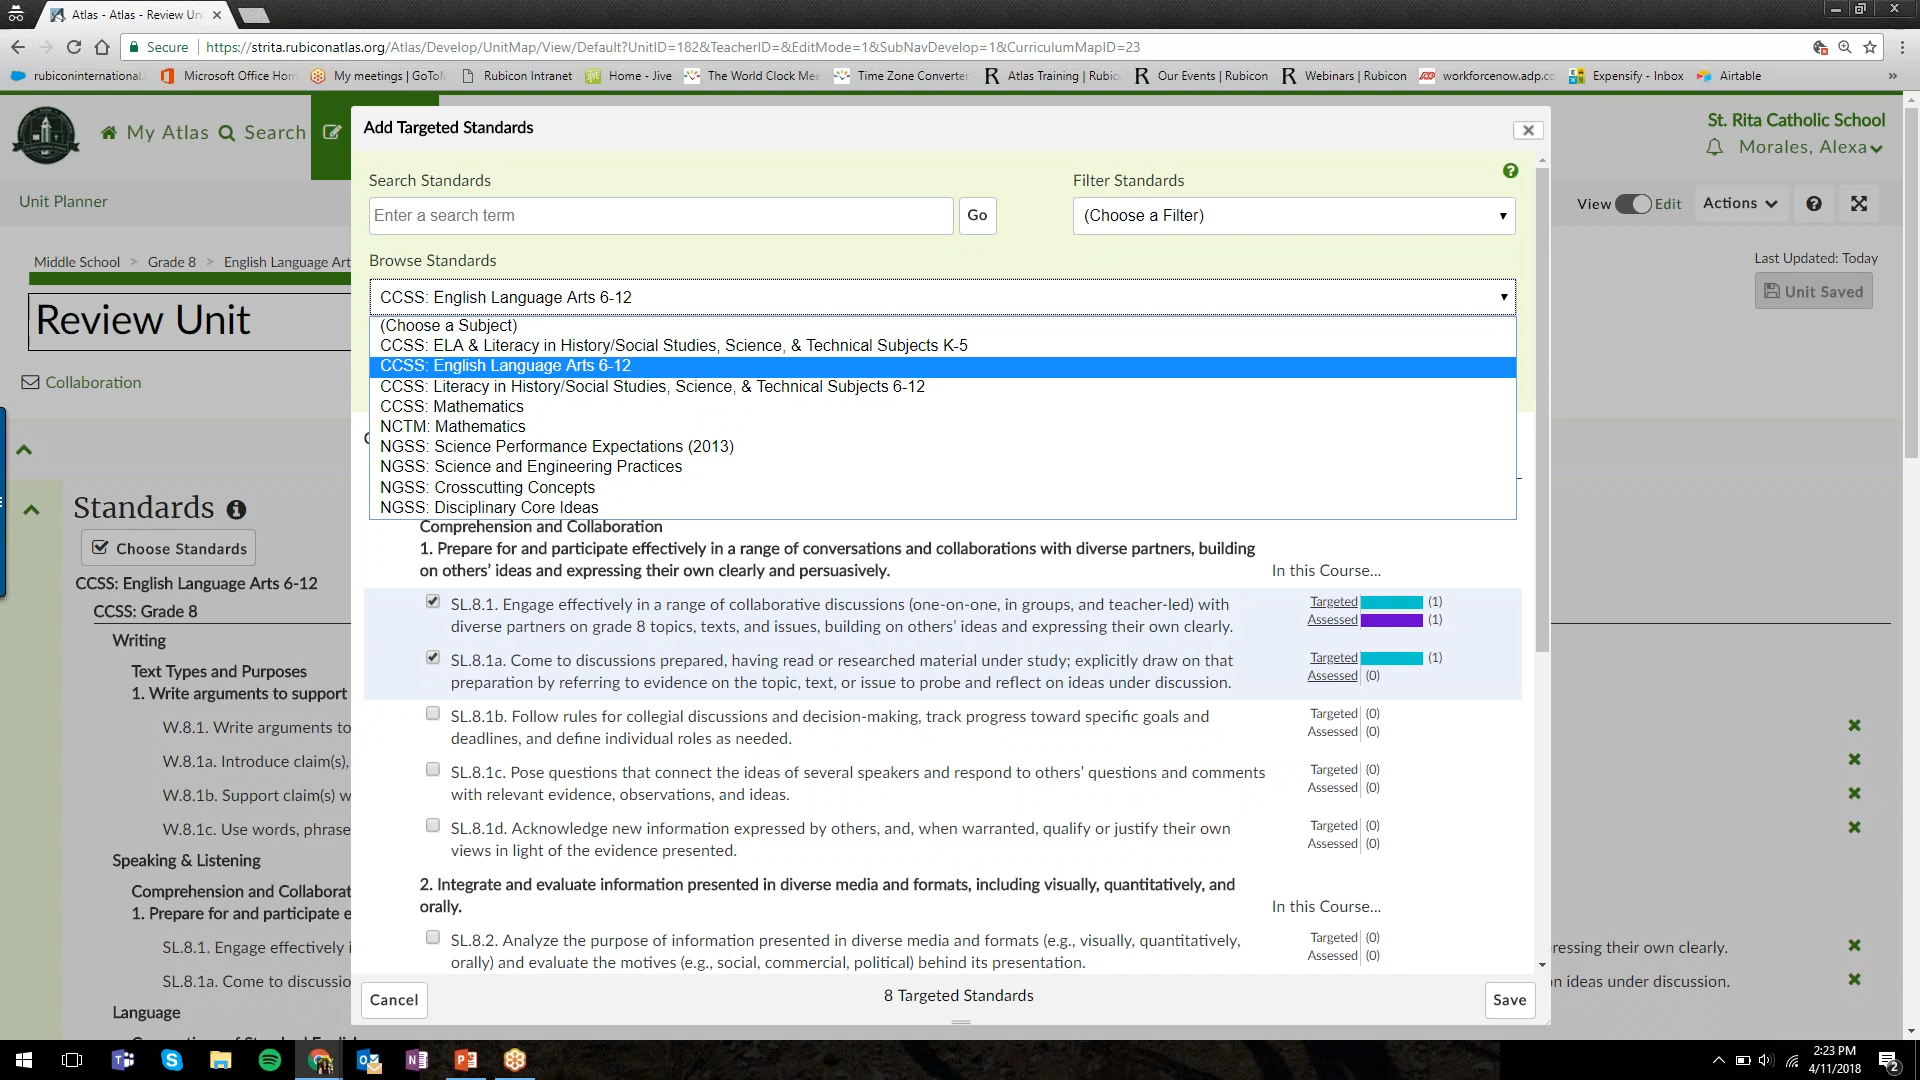 Atlas - Atlas - Review Un
Secure
https://strita.rubiconatlas.org/Atlas/Develop/UnitMap/View/Default?UnitID=182&TeacherID=&EditMode=1&SubNavDevelop=1&CurriculumMapID=23
rubiconinternational.
Microsoft Office Hom
My meetings | GoToM
Rubicon Intranet
Home - Jive
The World Clock Mee
Time Zone Converter
Atlas Training | Rubic
Our Events | Rubicon
Webinars | Rubicon
workforcenow.adp.cc
Expensify - Inbox
Airtable
My Atlas
Search
St. Rita Catholic School
Morales, Alexa
Unit Planner
View
Edit
Actions
Middle School > Grade 8 > English Language Art
Last Updated: Today
Unit Saved
Review Unit
Collaboration
Standards
Choose Standards
CCSS: English Language Arts 6-12
CCSS: Grade 8
Writing
Text Types and Purposes
1. Write arguments to support
W.8.1. Write arguments to
W.8.1a. Introduce claim(s),
W.8.1b. Support claim(s) w
W.8.1c. Use words, phrase
Speaking & Listening
Comprehension and Collaborat
1. Prepare for and participate e
SL.8.1. Engage effectively i
SL.8.1a. Come to discussio
Language
Add Targeted Standards
Search Standards
Enter a search term
Go
Filter Standards
(Choose a Filter)
Browse Standards
CCSS: English Language Arts 6-12
(Choose a Subject)
CCSS: ELA & Literacy in History/Social Studies, Science, & Technical Subjects K-5
CCSS: English Language Arts 6-12
CCSS: Literacy in History/Social Studies, Science, & Technical Subjects 6-12
CCSS: Mathematics
NCTM: Mathematics
NGSS: Science Performance Expectations (2013)
NGSS: Science and Engineering Practices
NGSS: Crosscutting Concepts
NGSS: Disciplinary Core Ideas
Comprehension and Collaboration
1. Prepare for and participate effectively in a range of conversations and collaborations with diverse partners, building
on others' ideas and expressing their own clearly and persuasively.
In this Course...
SL.8.1. Engage effectively in a range of collaborative discussions (one-on-one, in groups, and teacher-led) with
diverse partners on grade 8 topics, texts, and issues, building on others' ideas and expressing their own clearly.
Targeted (1)
Assessed (1)
SL.8.1a. Come to discussions prepared, having read or researched material under study; explicitly draw on that
preparation by referring to evidence on the topic, text, or issue to probe and reflect on ideas under discussion.
Targeted (1)
Assessed (0)
SL.8.1b. Follow rules for collegial discussions and decision-making, track progress toward specific goals and
deadlines, and define individual roles as needed.
Targeted (0)
Assessed (0)
SL.8.1c. Pose questions that connect the ideas of several speakers and respond to others' questions and comments
with relevant evidence, observations, and ideas.
Targeted (0)
Assessed (0)
SL.8.1d. Acknowledge new information expressed by others, and, when warranted, qualify or justify their own
views in light of the evidence presented.
Targeted (0)
Assessed (0)
2. Integrate and evaluate information presented in diverse media and formats, including visually, quantitatively, and
orally.
In this Course...
SL.8.2. Analyze the purpose of information presented in diverse media and formats (e.g., visually, quantitatively,
orally) and evaluate the motives (e.g., social, commercial, political) behind its presentation.
Targeted (0)
Assessed (0)
Cancel
8 Targeted Standards
Save
ressing their own clearly.
n ideas under discussion.
2:23 PM
4/11/2018
2